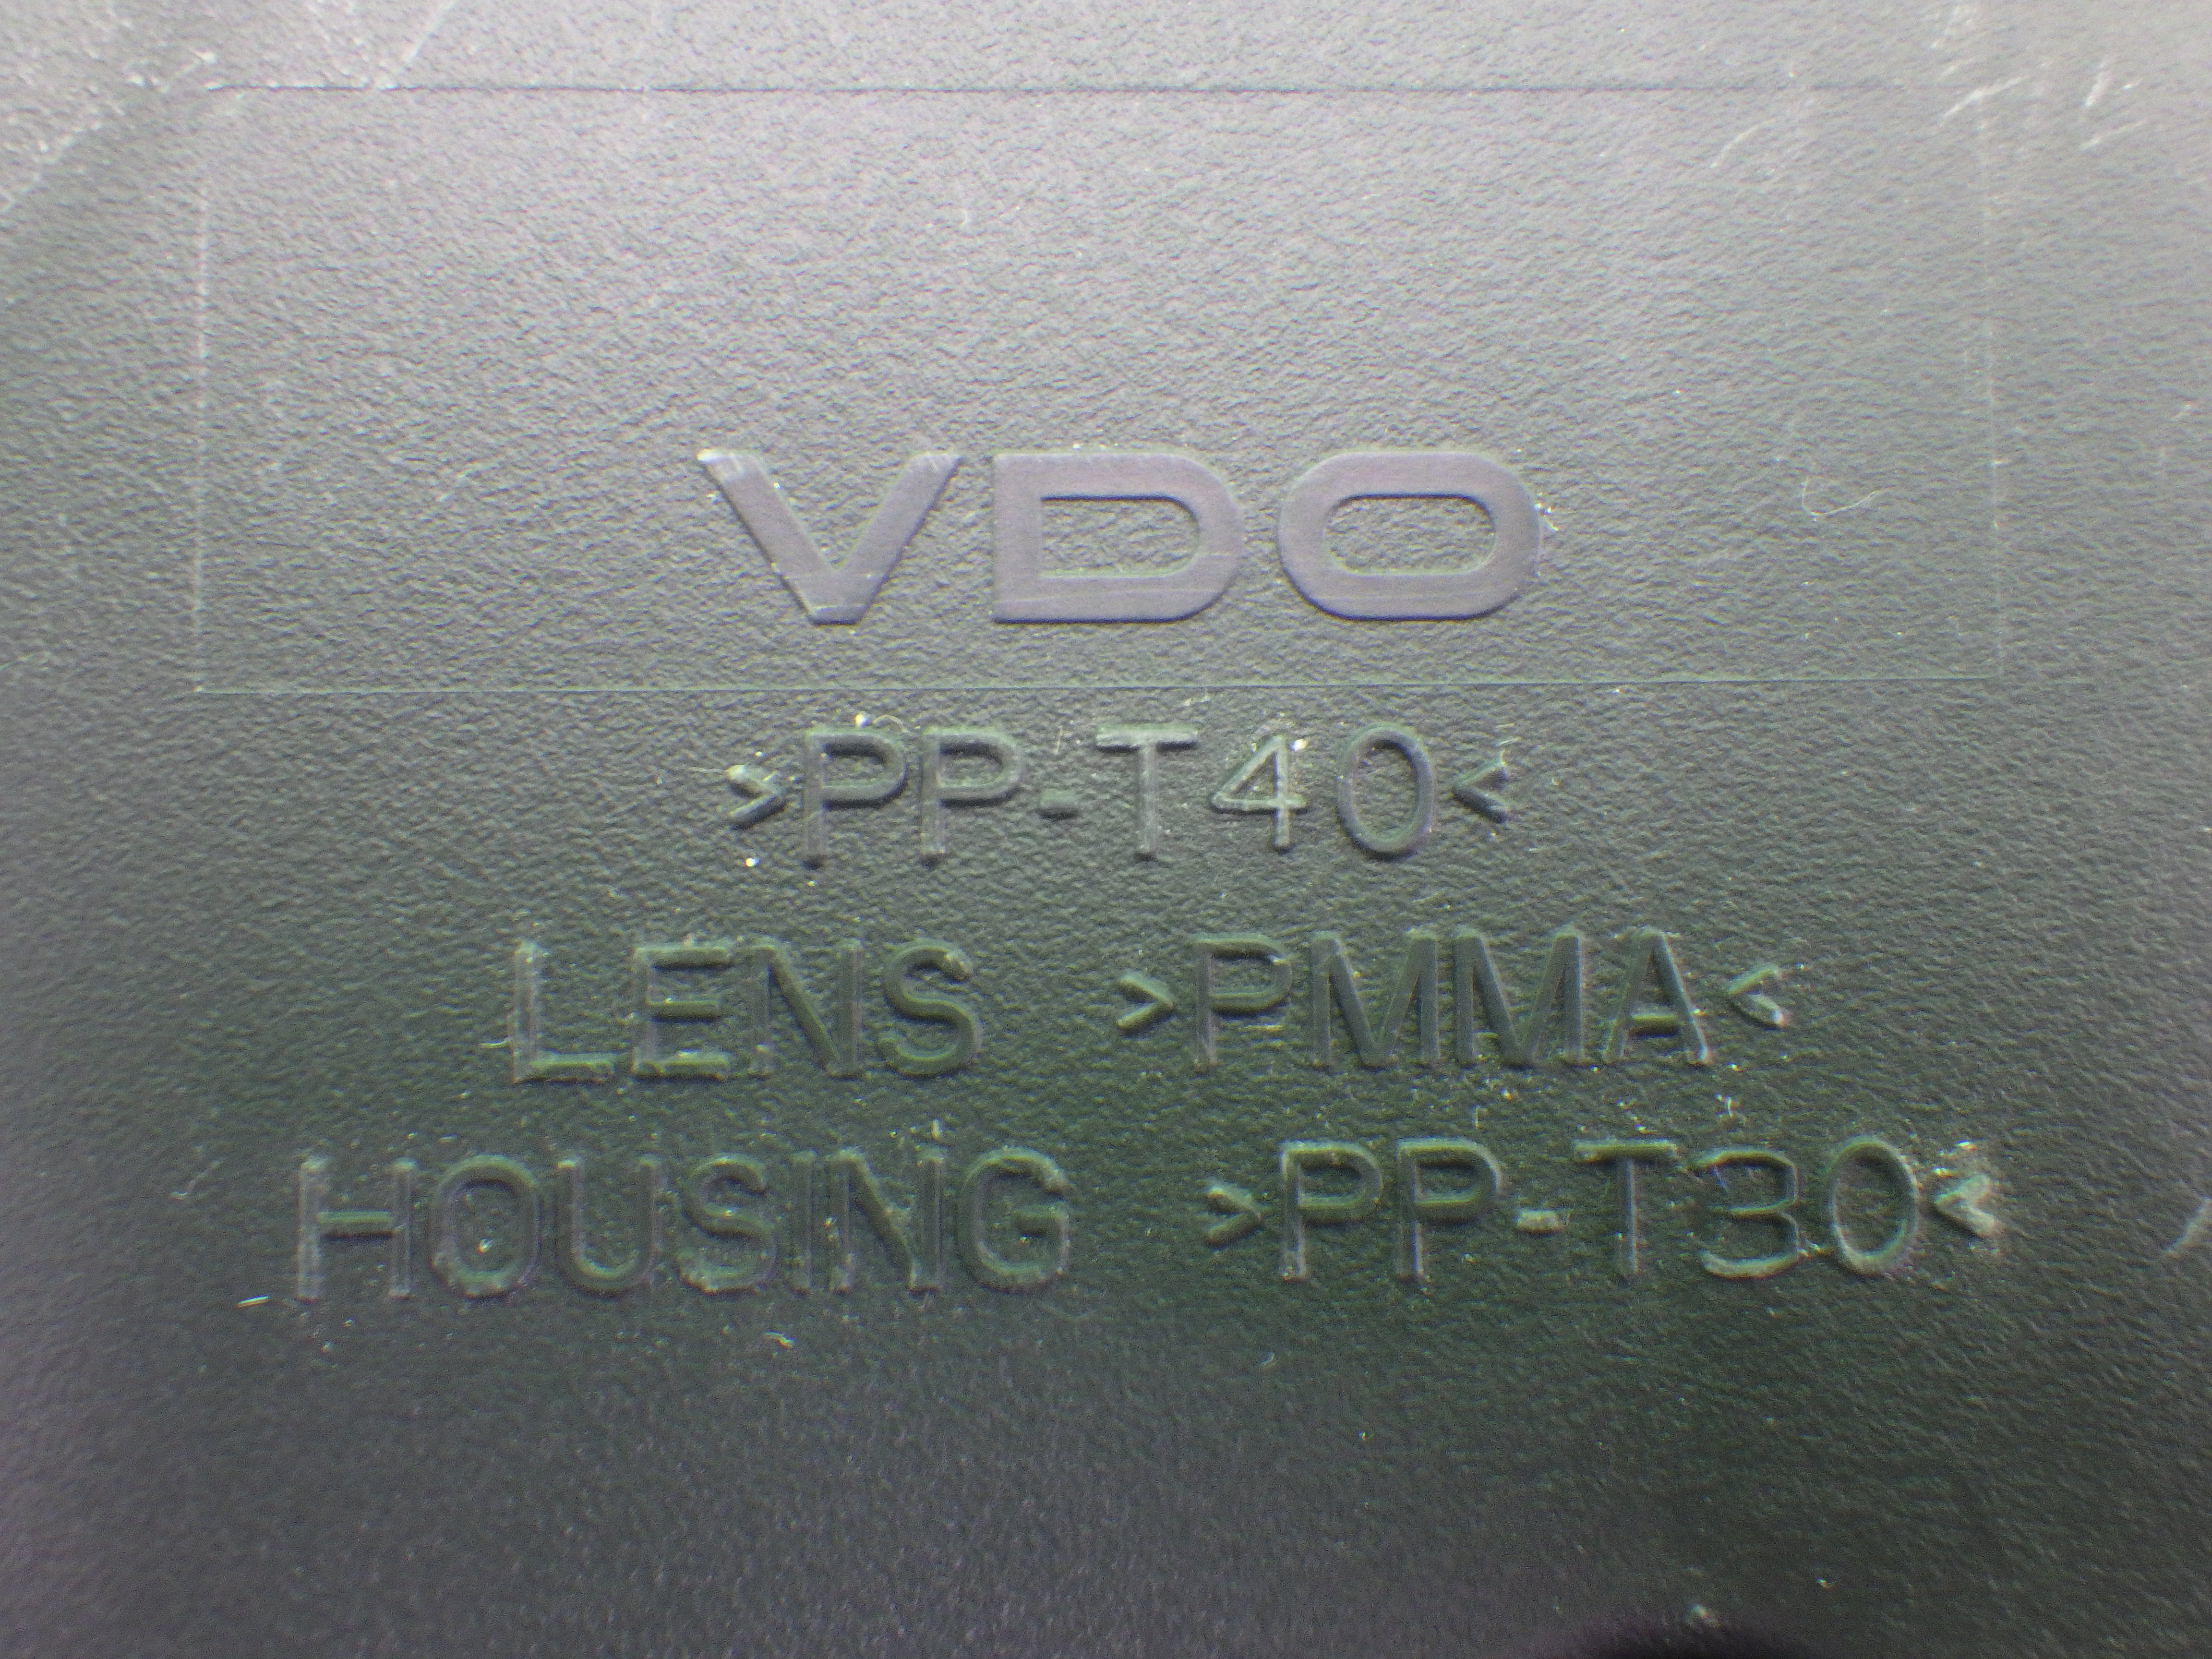 VDO
>PP-T40<
LENS >PMMA<
HOUSING >PP-T30<